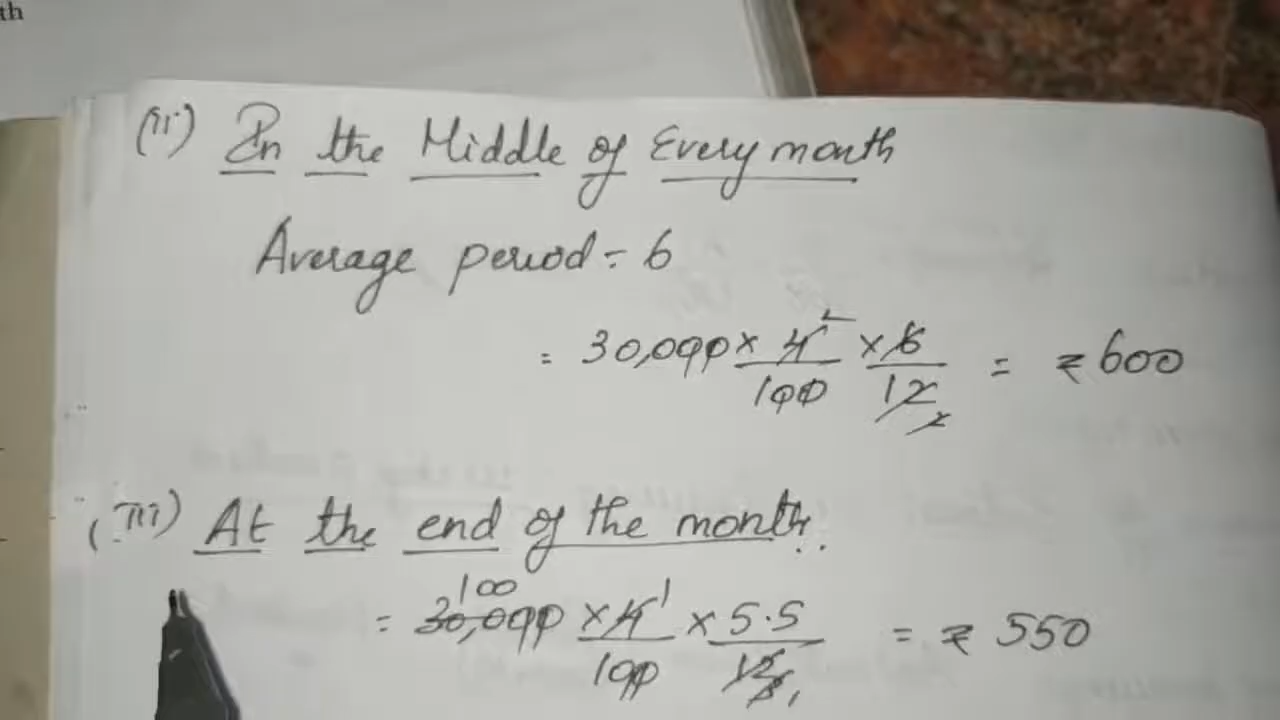 th
(ii) In the Middle of Every month
Average period = 6
= 30,000 × 4/100 × 6/12 = ₹ 600
(iii) At the end of the month.
= 30,000 × 4/100 × 5.5/12 = ₹ 550